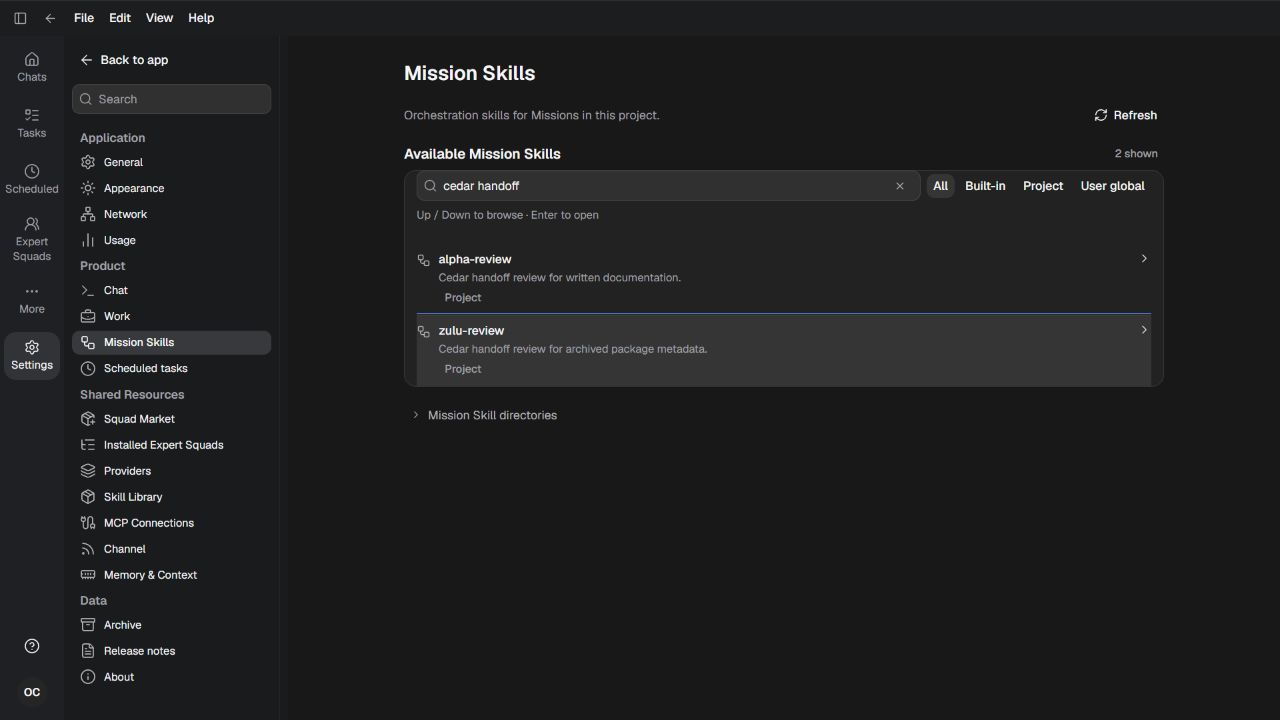 File Edit View Help
Chats
Tasks
Scheduled
Expert
Squads
More
Settings
OC
Back to app
Search
Application
General
Appearance
Network
Usage
Product
Chat
Work
Mission Skills
Scheduled tasks
Shared Resources
Squad Market
Installed Expert Squads
Providers
Skill Library
MCP Connections
Channel
Memory & Context
Data
Archive
Release notes
About
Mission Skills
Orchestration skills for Missions in this project.
Refresh
Available Mission Skills
2 shown
cedar handoff
All Built-in Project User global
Up / Down to browse · Enter to open
alpha-review
Cedar handoff review for written documentation.
Project
zulu-review
Cedar handoff review for archived package metadata.
Project
Mission Skill directories